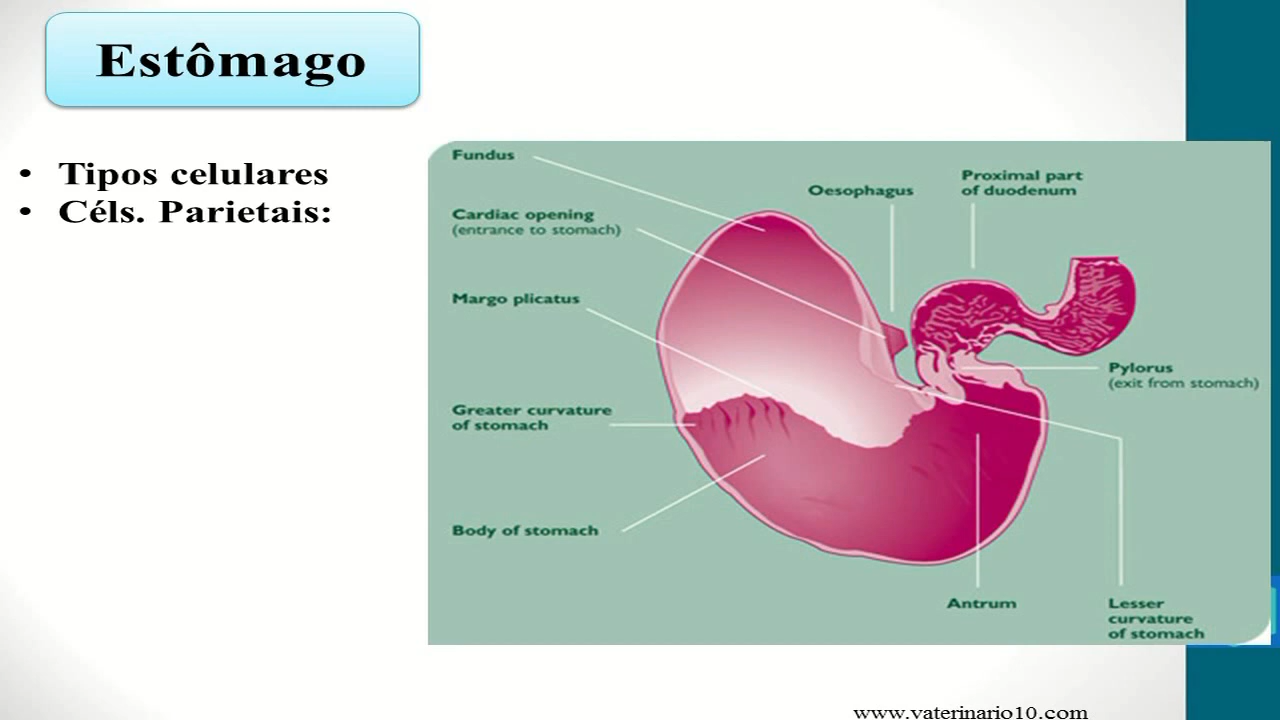 Estômago
• Tipos celulares
• Céls. Parietais:
Fundus
Oesophagus
Proximal part
of duodenum
Cardiac opening
(entrance to stomach)
Margo plicatus
Pylorus
(exit from stomach)
Greater curvature
of stomach
Body of stomach
Antrum
Lesser
curvature
of stomach
www.vaterinario10.com